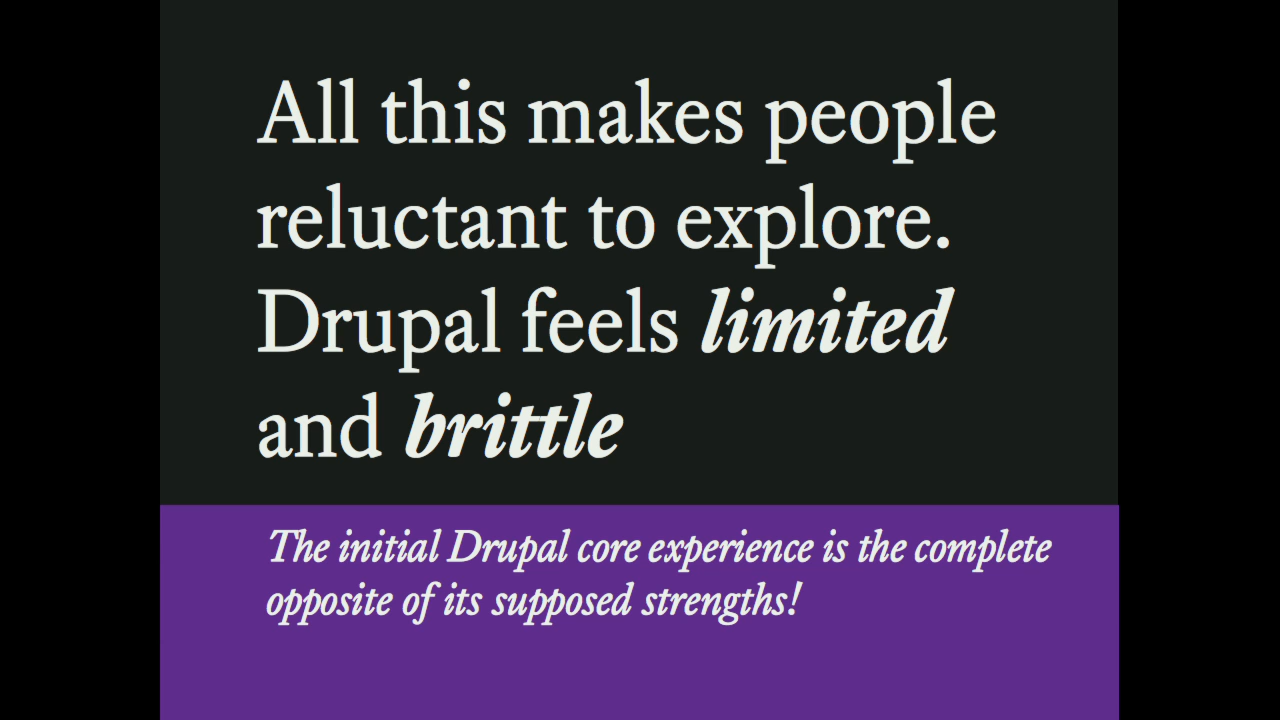 All this makes people
reluctant to explore.
Drupal feels limited
and brittle
The initial Drupal core experience is the complete
opposite of its supposed strengths!